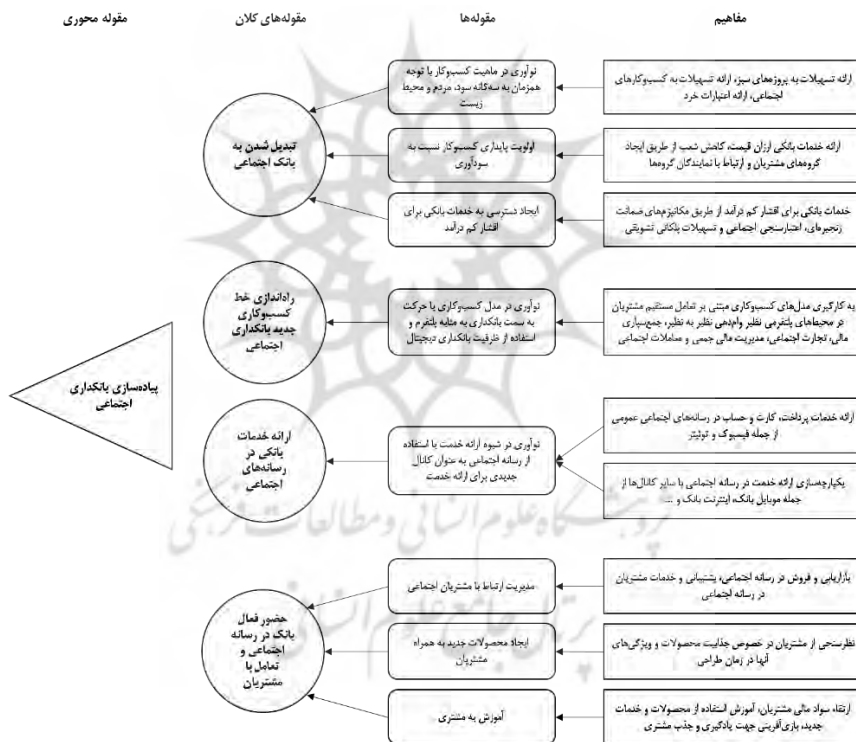 مفاهیم
مقوله‌ها
مقوله‌های کلان
مقوله محوری
ارائه تسهیلات به پروژه‌های سبز، ارائه تسهیلات به کسب‌وکارهای
اجتماعی، ارائه اعتبارات خرد
نوآوری در ماهیت کسب‌وکار با توجه
همزمان به سه‌گانه سود، مردم و محیط
زیست
ارائه خدمات بانکی ارزان قیمت، کاهش شعب از طریق ایجاد
گروه‌های مشتریان و ارتباط با نمایندگان گروه‌ها
اولویت پایداری کسب‌وکار نسبت به
سودآوری
خدمات بانکی برای اقشار کم درآمد از طریق مکانیزم‌های ضمانت
زنجیره‌ای، اعتبارسنجی اجتماعی و تسهیلات پلکانی تشویقی
ایجاد دسترسی به خدمات بانکی برای
اقشار کم درآمد
تبدیل شدن به
بانک اجتماعی
به کارگیری مدل‌های کسب‌وکاری مبتنی بر تعامل مستقیم مشتریان
در محیط‌های پلتفرمی نظیر وام‌دهی نظیر به نظیر، جمع‌سپاری
مالی، تجارت اجتماعی، مدیریت مالی جمعی و معاملات اجتماعی
نوآوری در مدل کسب‌وکاری با حرکت
به سمت بانکداری به مثابه پلتفرم و
استفاده از ظرفیت بانکداری دیجیتال
راه‌اندازی خط
کسب‌وکاری
جدید بانکداری
اجتماعی
ارائه خدمات پرداخت، کارت و حساب در رسانه‌های اجتماعی عمومی
از جمله فیسبوک و توئیتر
یکپارچه‌سازی ارائه خدمت در رسانه اجتماعی با سایر کانال‌ها از
جمله موبایل بانک، اینترنت بانک و ...
نوآوری در شیوه ارائه خدمت با استفاده
از رسانه اجتماعی به عنوان کانال
جدیدی برای ارائه خدمت
ارائه خدمات
بانکی در
رسانه‌های
اجتماعی
بازاریابی و فروش در رسانه اجتماعی، پشتیبانی و خدمات مشتریان
در رسانه اجتماعی
مدیریت ارتباط با مشتریان اجتماعی
نظرسنجی از مشتریان در خصوص جذابیت محصولات و ویژگی‌های
آنها در زمان طراحی
ایجاد محصولات جدید به همراه
مشتریان
ارتقاء سواد مالی مشتریان، آموزش استفاده از محصولات و خدمات
جدید، بازی‌آفرینی جهت یادگیری و جذب مشتری
آموزش به مشتری
حضور فعال
بانک در رسانه
اجتماعی و
تعامل با
مشتریان
پیاده‌سازی بانکداری
اجتماعی
پژوهشگاه علوم انسانی و مطالعات فرهنگی
پرتال جامع علوم انسانی